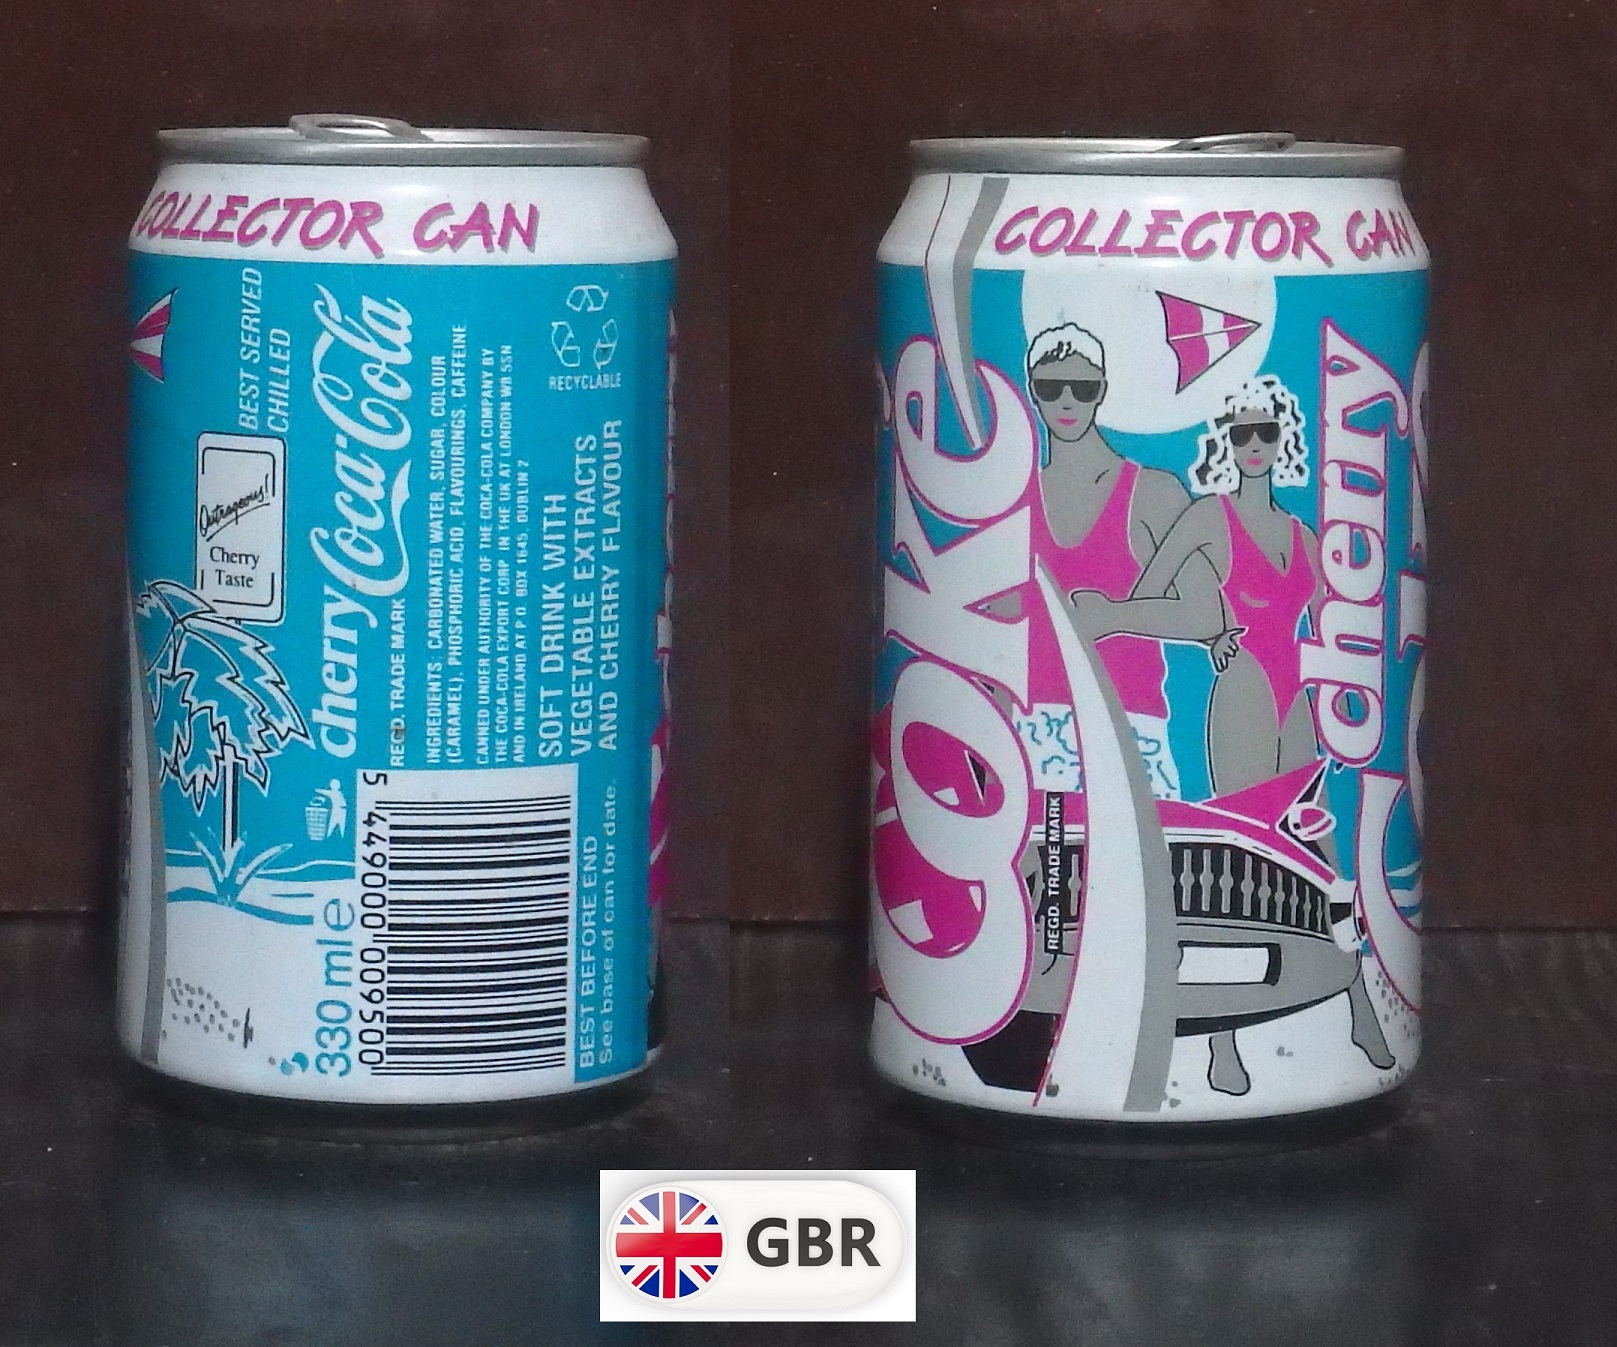 COLLECTOR CAN
BEST SERVED
CHILLED
Outrageous!
Cherry
Taste
cherry Coca-Cola
REGD. TRADE MARK
INGREDIENTS: CARBONATED WATER, SUGAR, COLOUR
(CARAMEL), PHOSPHORIC ACID, FLAVOURINGS, CAFFEINE
CANNED UNDER AUTHORITY OF THE COCA-COLA COMPANY BY
THE COCA-COLA EXPORT CORP. IN THE UK AT LONDON W8 5SN
AND IN IRELAND AT P.O. BOX 1645, DUBLIN 2
SOFT DRINK WITH
VEGETABLE EXTRACTS
AND CHERRY FLAVOUR
RECYCLABLE
330 ml e
5 449000 009500
BEST BEFORE END
See base of can for date.
COLLECTOR CAN
Coke
REGD. TRADE MARK
cherry
GBR